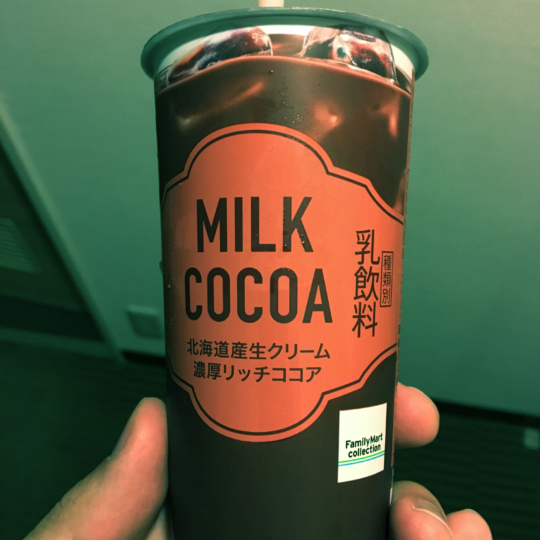 MILK
COCOA
北海道産生クリーム
濃厚リッチココア
種類別
乳飲料
FamilyMart
collection